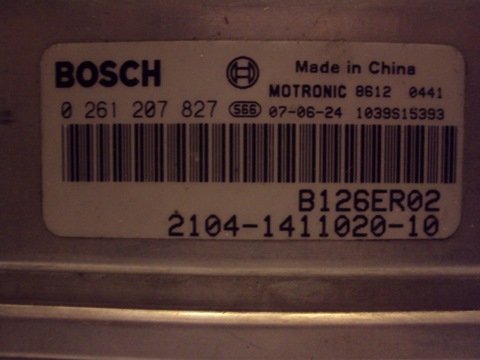 BOSCH Made in China
MOTRONIC 8612 0441
0 261 207 827 S66 07-06-24 1039S15393
B126ER02
2104-1411020-10